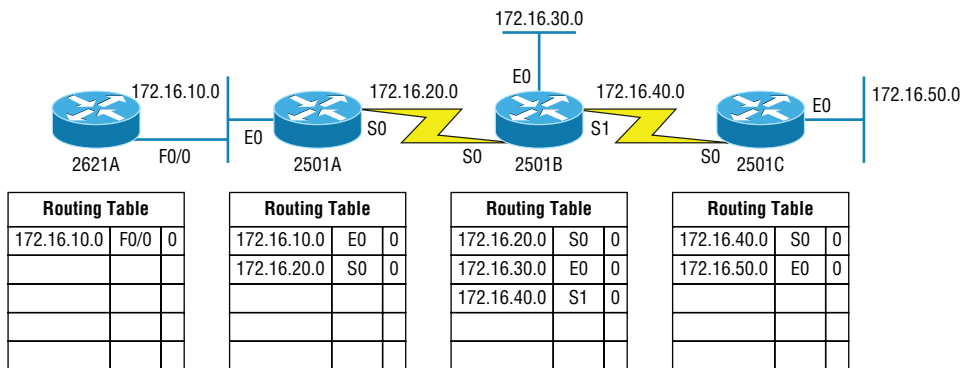 172.16.30.0
E0
172.16.10.0
172.16.20.0
172.16.40.0
172.16.50.0
E0
E0
S0
S1
F0/0
S0
S0
2621A
2501A
2501B
2501C
Routing Table
172.16.10.0 F0/0 0
Routing Table
172.16.10.0 E0 0
172.16.20.0 S0 0
Routing Table
172.16.20.0 S0 0
172.16.30.0 E0 0
172.16.40.0 S1 0
Routing Table
172.16.40.0 S0 0
172.16.50.0 E0 0